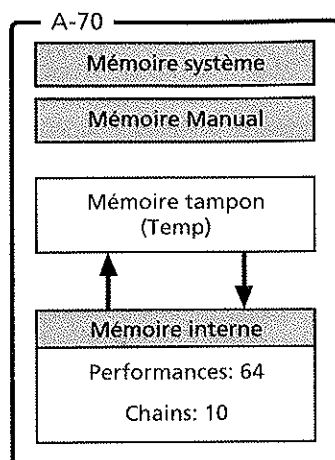 A-70
Mémoire système
Mémoire Manual
Mémoire tampon
(Temp)
Mémoire interne
Performances: 64
Chains: 10